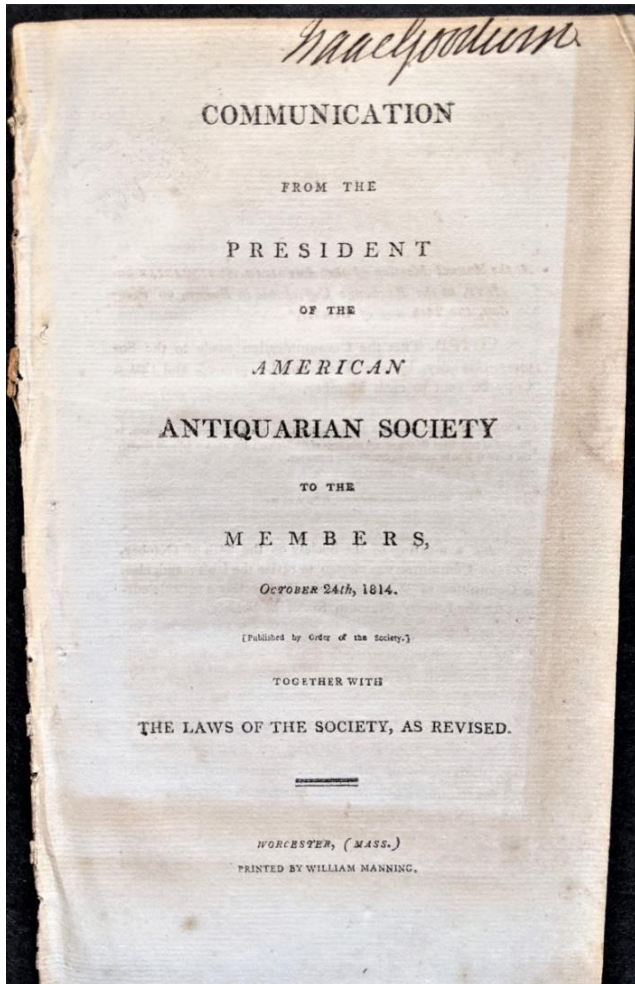 Isaac Goodwin.
COMMUNICATION
FROM THE
PRESIDENT
OF THE
AMERICAN
ANTIQUARIAN SOCIETY
TO THE
MEMBERS,
OCTOBER 24th, 1814.
[Published by Order of the Society.]
TOGETHER WITH
THE LAWS OF THE SOCIETY, AS REVISED.
WORCESTER, (MASS.)
PRINTED BY WILLIAM MANNING.